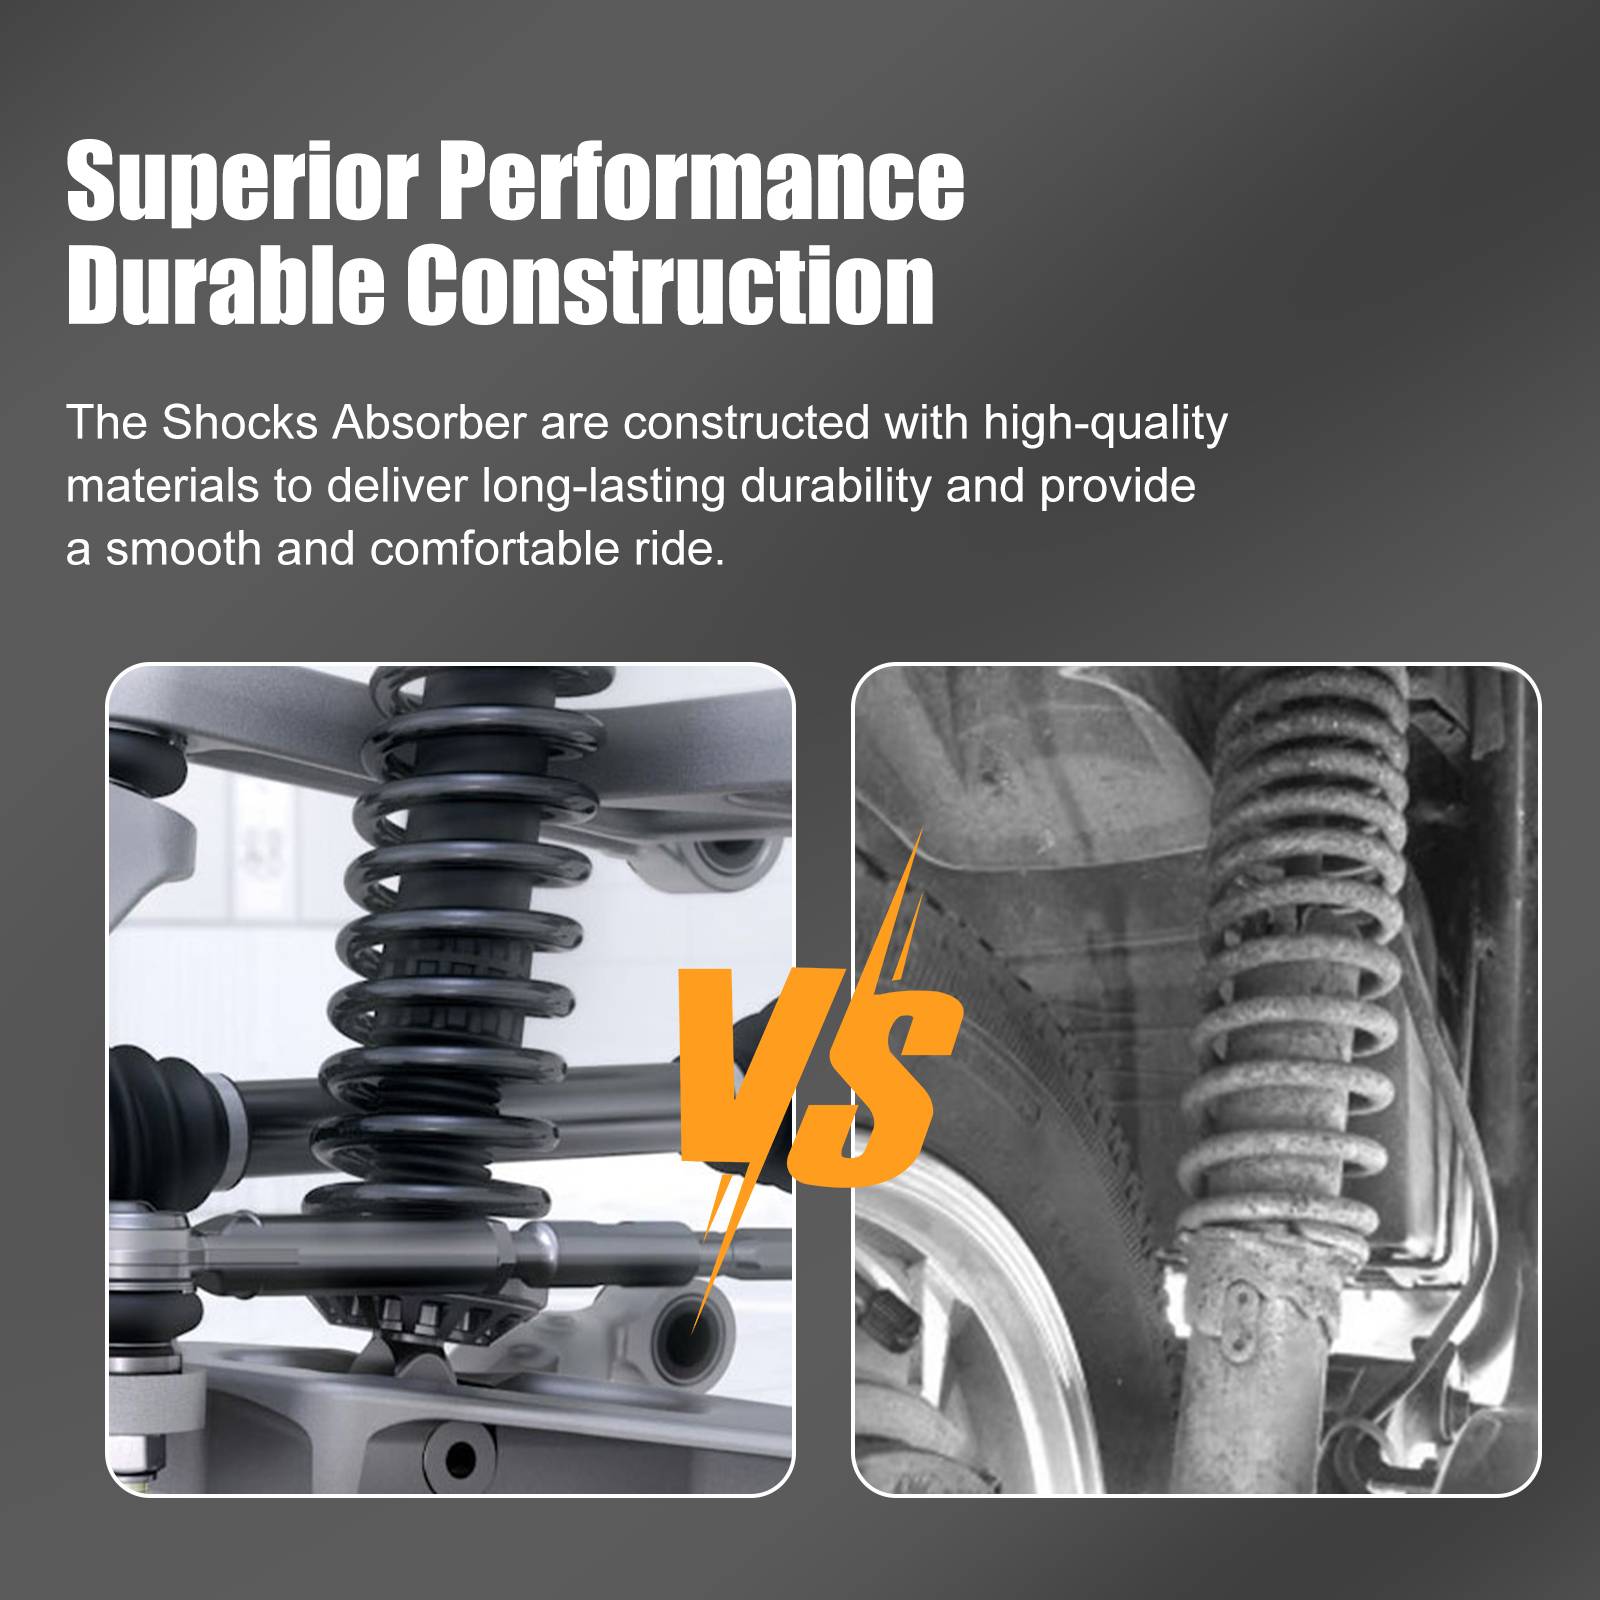 Superior Performance
Durable Construction
The Shocks Absorber are constructed with high-quality
materials to deliver long-lasting durability and provide
a smooth and comfortable ride.
VS